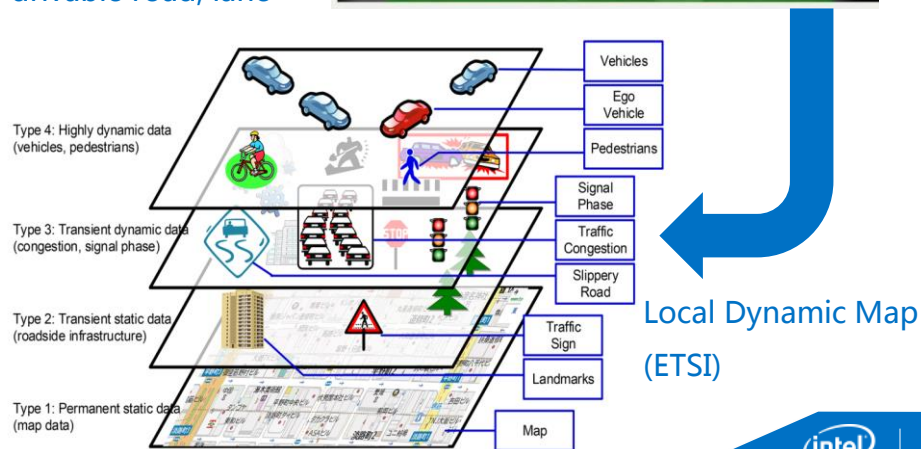 Vehicles
Ego
Vehicle
Type 4: Highly dynamic data
(vehicles, pedestrians)
Pedestrians
Signal
Phase
Type 3: Transient dynamic data
(congestion, signal phase)
STOP
Traffic
Congestion
Slippery
Road
Local Dynamic Map
(ETSI)
Type 2: Transient static data
(roadside infrastructure)
Traffic
Sign
Landmarks
Type 1: Permanent static data
(map data)
Map
(intel)